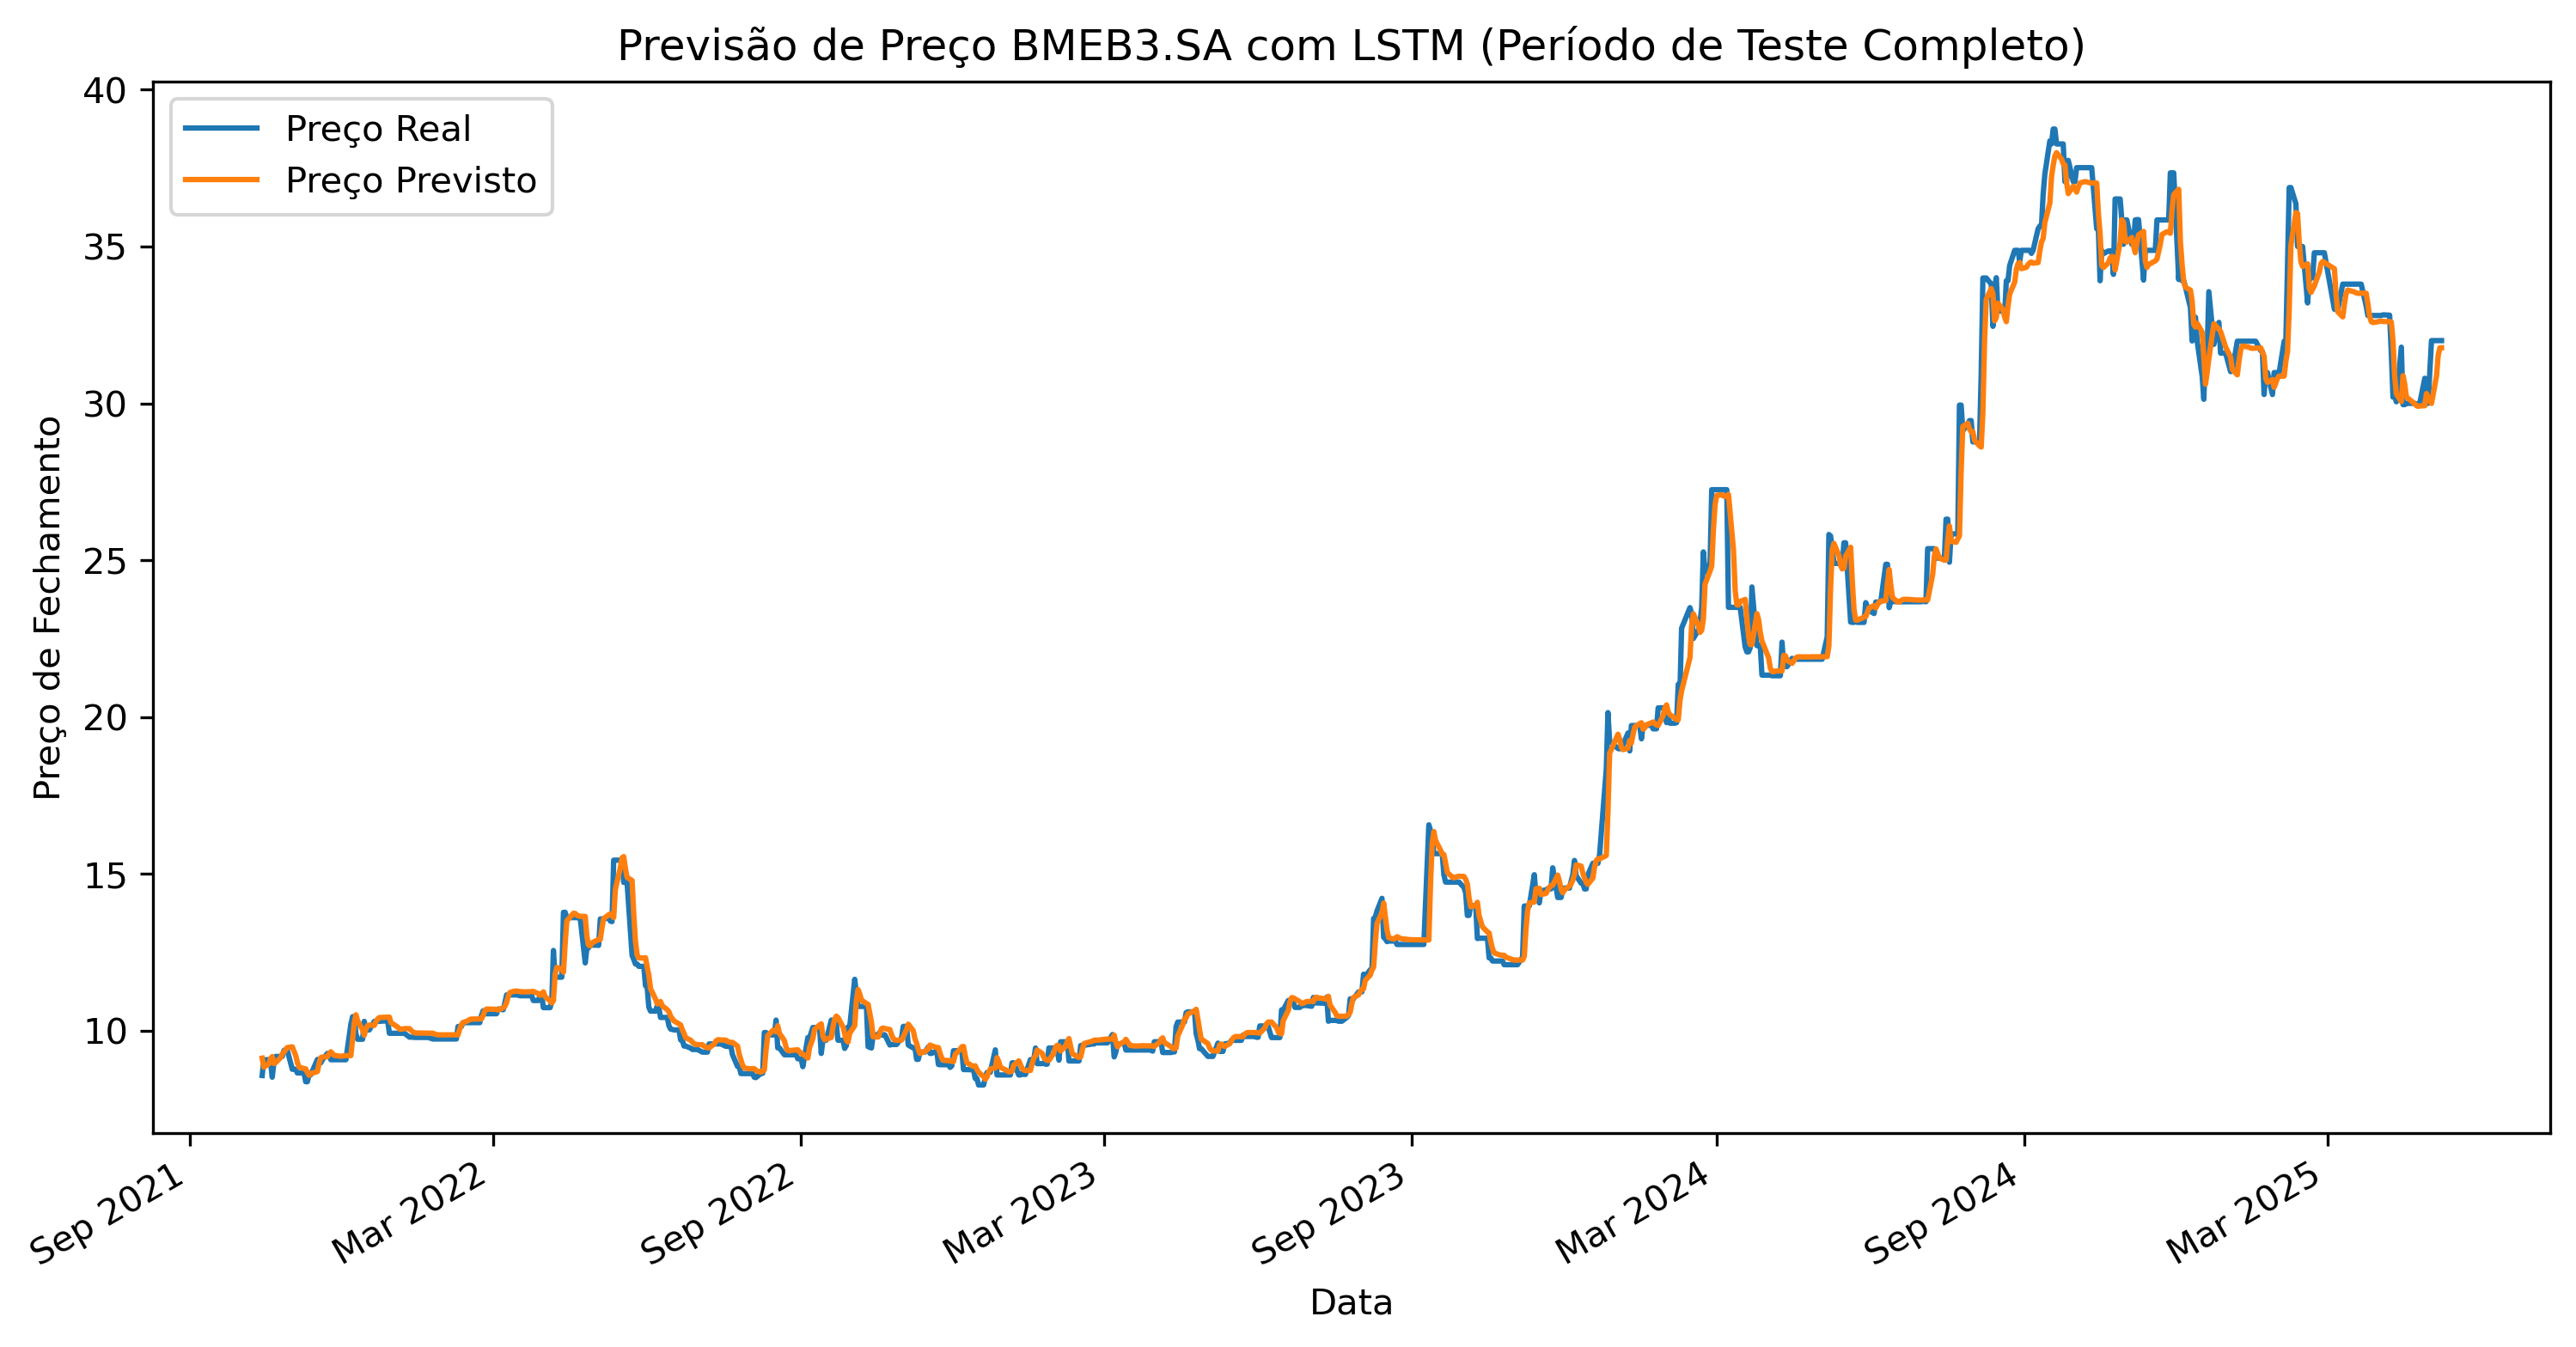 Previsão de Preço BMEB3.SA com LSTM (Período de Teste Completo)
Preço Real
Preço Previsto
Preço de Fechamento
40
35
30
25
20
15
10
Sep 2021
Mar 2022
Sep 2022
Mar 2023
Sep 2023
Mar 2024
Sep 2024
Mar 2025
Data